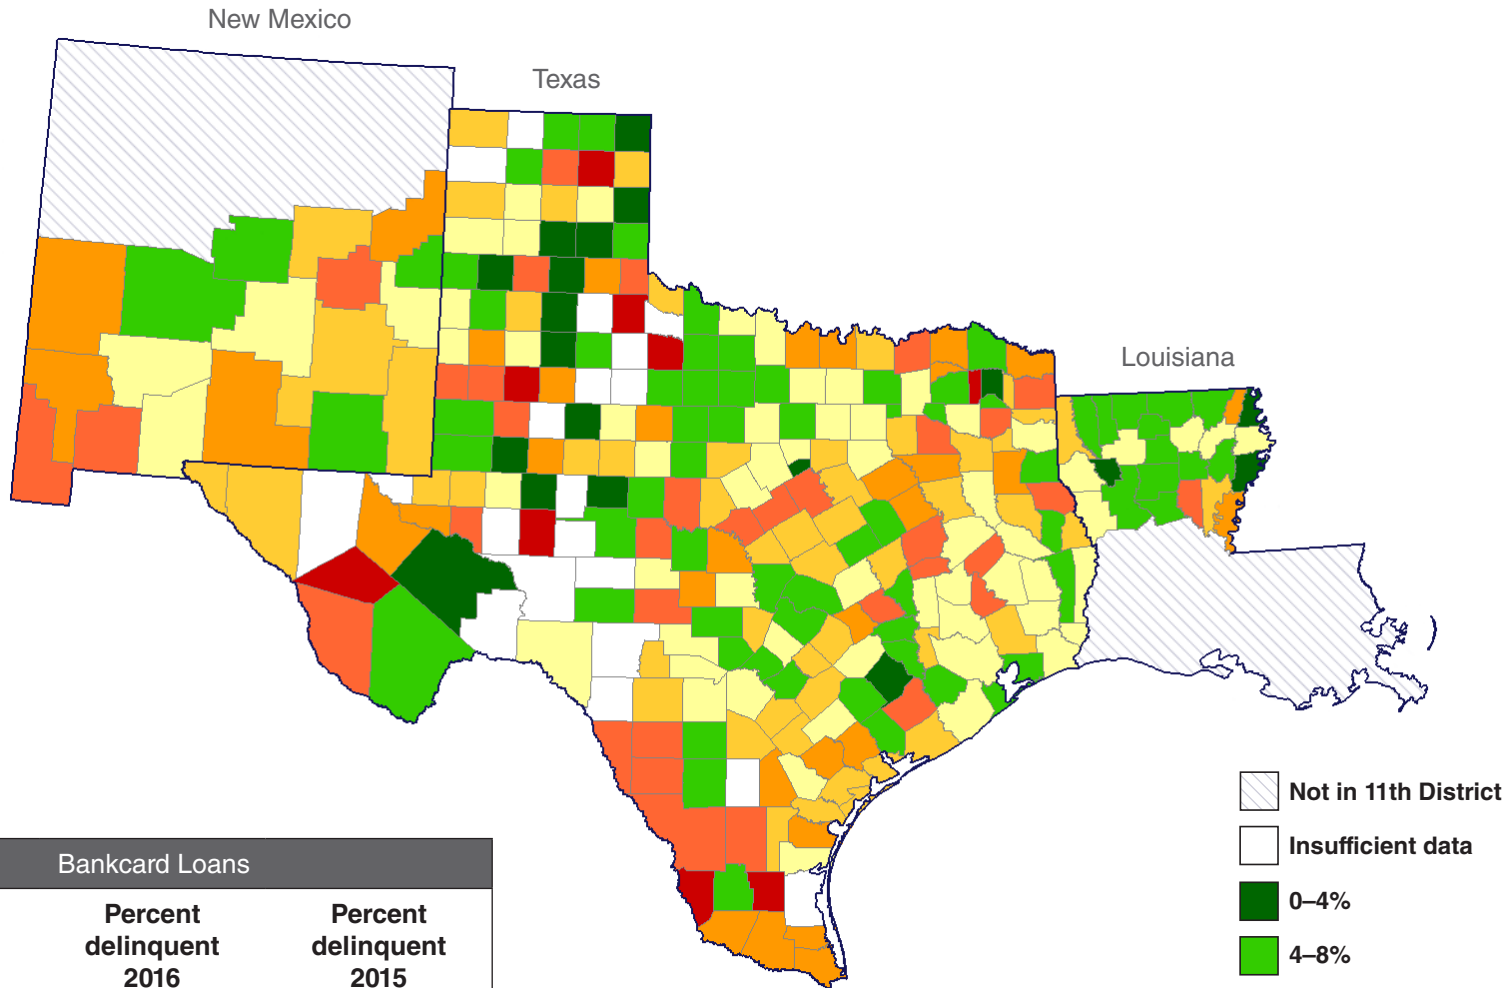 New Mexico
Texas
Louisiana
Not in 11th District
Insufficient data
0–4%
4–8%
Bankcard Loans
Percent
delinquent
2016
Percent
delinquent
2015